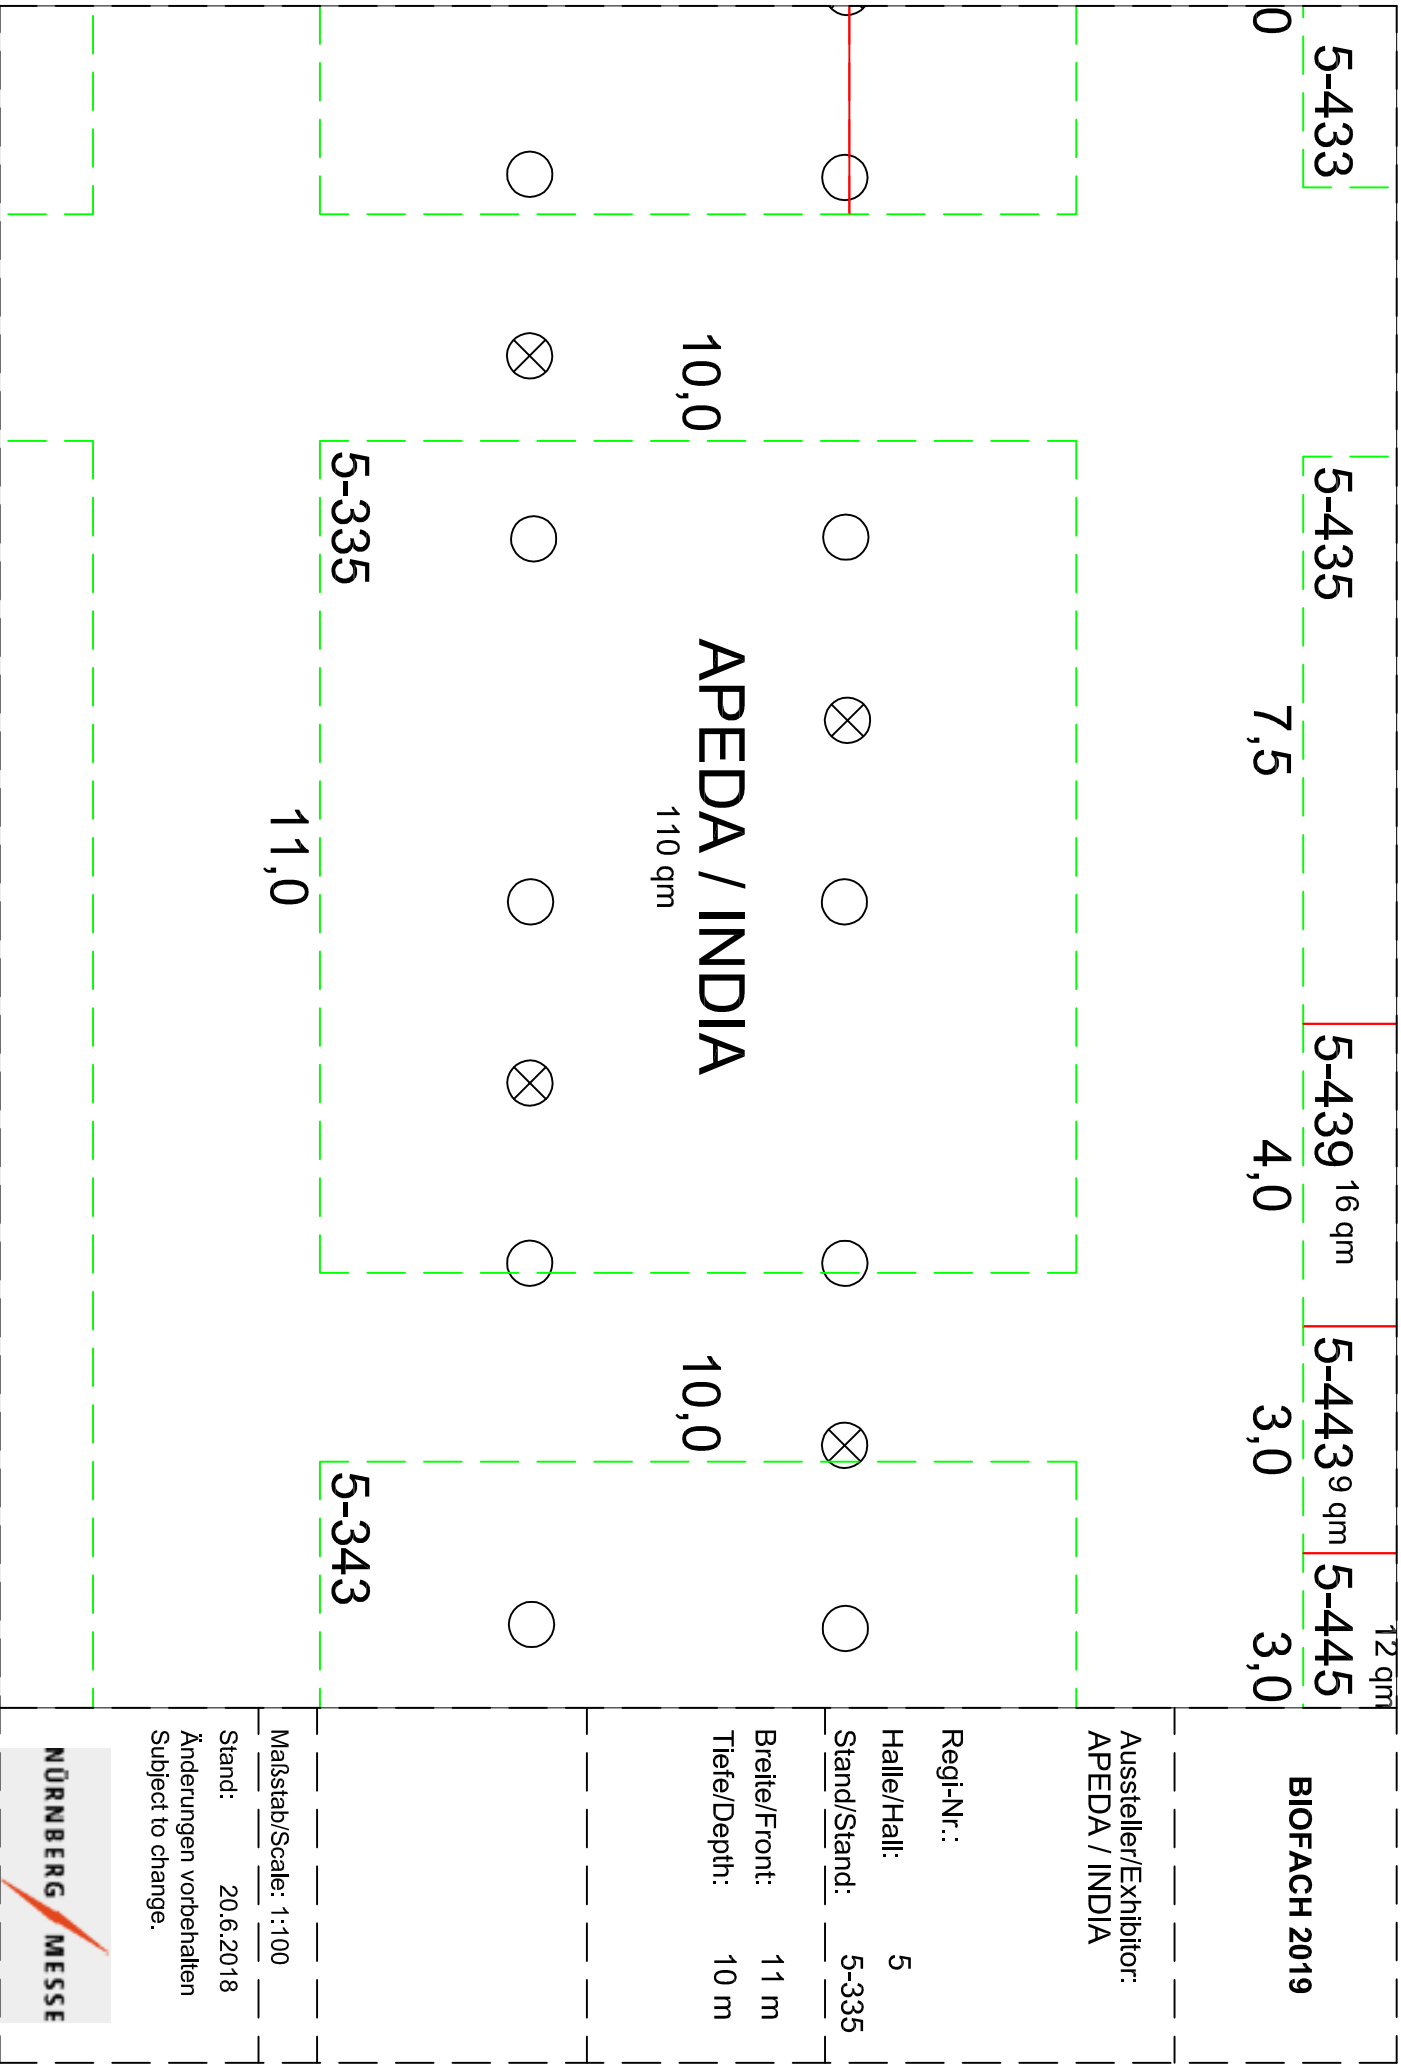 0
5-433
5-435
7,5
5-439
16 qm
4,0
5-443
9 qm
3,0
5-445
12 qm
3,0
10,0
APEDA / INDIA
110 qm
10,0
5-335
11,0
5-343
BIOFACH 2019
Aussteller/Exhibitor:
APEDA / INDIA
Regi-Nr.:
Halle/Hall: 5
Stand/Stand: 5-335
Breite/Front: 11 m
Tiefe/Depth: 10 m
Maßstab/Scale: 1:100
Stand: 20.6.2018
Änderungen vorbehalten
Subject to change.
NÜRNBERG MESSE